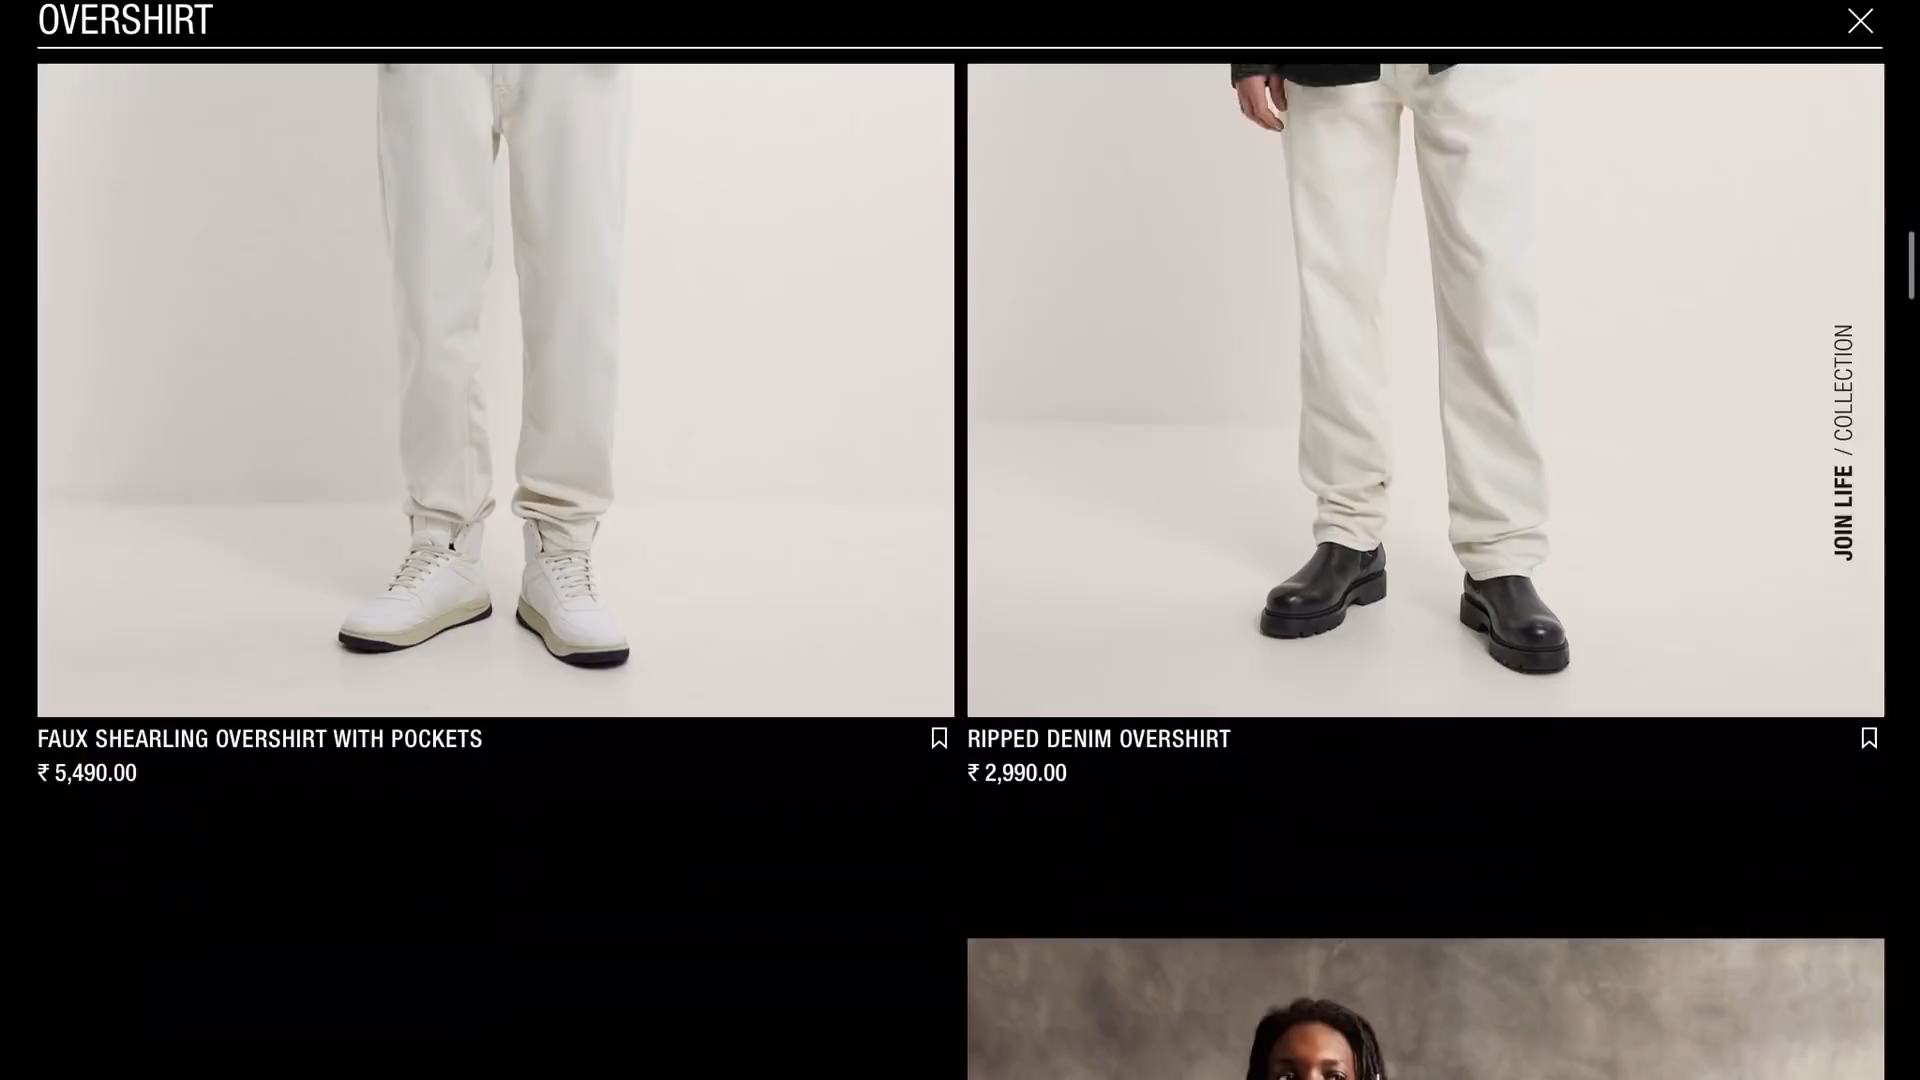 OVERSHIRT
JOIN LIFE / COLLECTION
FAUX SHEARLING OVERSHIRT WITH POCKETS
₹ 5,490.00
RIPPED DENIM OVERSHIRT
₹ 2,990.00